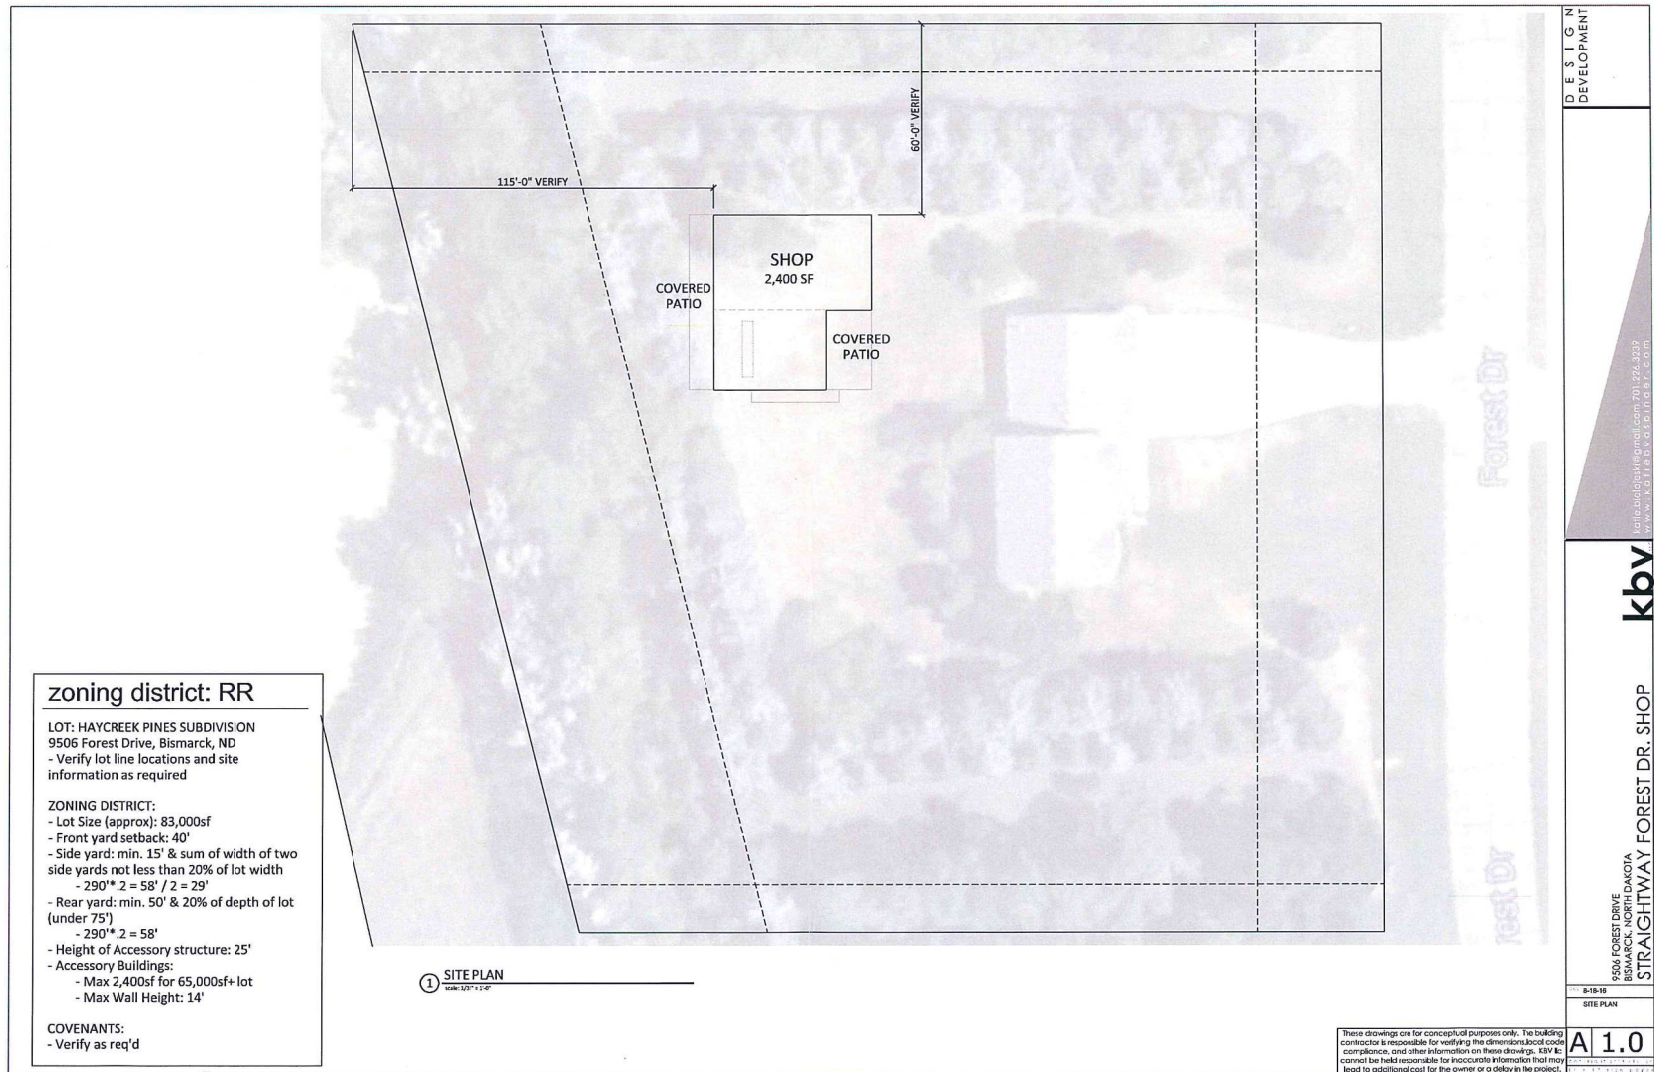 DESIGN
DEVELOPMENT
60'-0" VERIFY
115'-0" VERIFY
SHOP
2,400 SF
COVERED
PATIO
COVERED
PATIO
Forest Dr
rest Dr
kbv
zoning district: RR
LOT: HAYCREEK PINES SUBDIVISION
9506 Forest Drive, Bismarck, ND
- Verify lot line locations and site
information as required
ZONING DISTRICT:
- Lot Size (approx): 83,000sf
- Front yard setback: 40'
- Side yard: min. 15' & sum of width of two
side yards not less than 20% of lot width
- 290'*.2 = 58' / 2 = 29'
- Rear yard: min. 50' & 20% of depth of lot
(under 75')
- 290'*.2 = 58'
- Height of Accessory structure: 25'
- Accessory Buildings:
- Max 2,400sf for 65,000sf+ lot
- Max Wall Height: 14'
COVENANTS:
- Verify as req'd
1 SITE PLAN
9506 FOREST DRIVE
BISMARCK, NORTH DAKOTA
STRAIGHTWAY FOREST DR. SHOP
8-18-16
SITE PLAN
A 1.0
These drawings are for conceptual purposes only. The building
contractor is responsible for verifying the dimensions, local code
compliance, and other information on these drawings. KBV llc
cannot be held responsible for inaccurate information that may
lead to additional cost for the owner or a delay in the project.